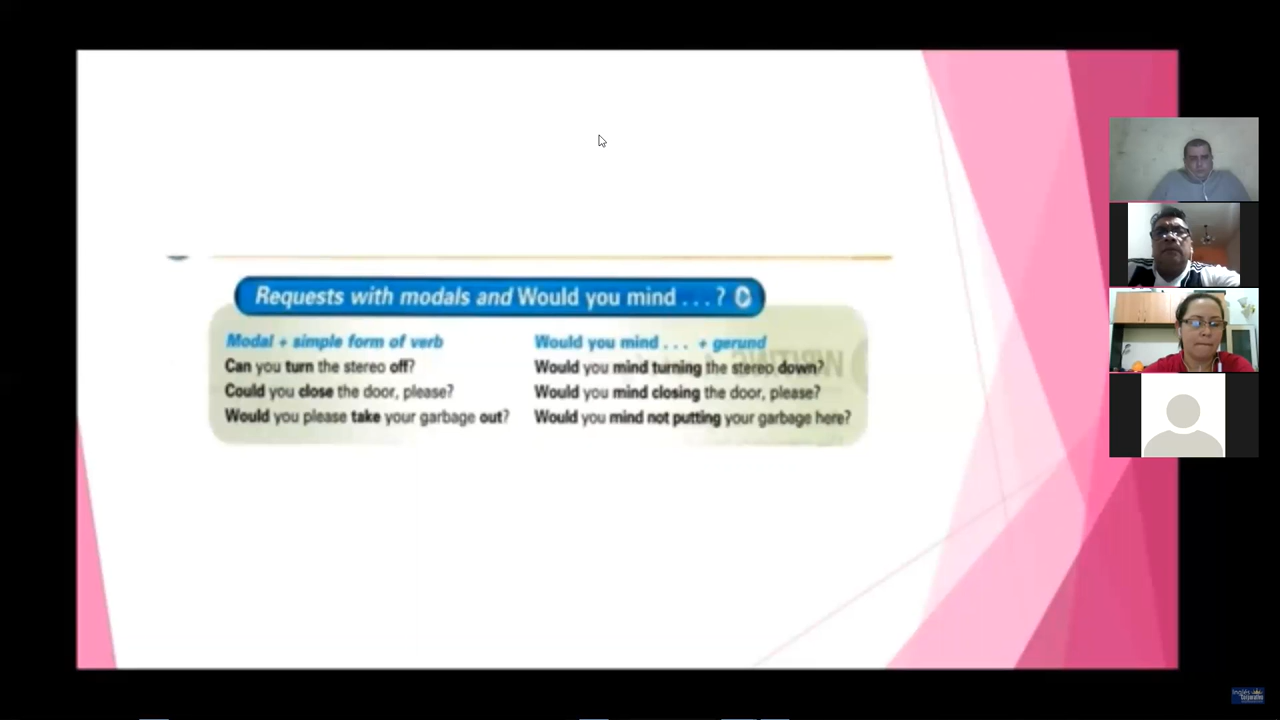 Requests with modals and Would you mind . . . ?
Modal + simple form of verb
Can you turn the stereo off?
Could you close the door, please?
Would you please take your garbage out?
Would you mind . . . + gerund
Would you mind turning the stereo down?
Would you mind closing the door, please?
Would you mind not putting your garbage here?
WRITING
Inglés
Corporativo